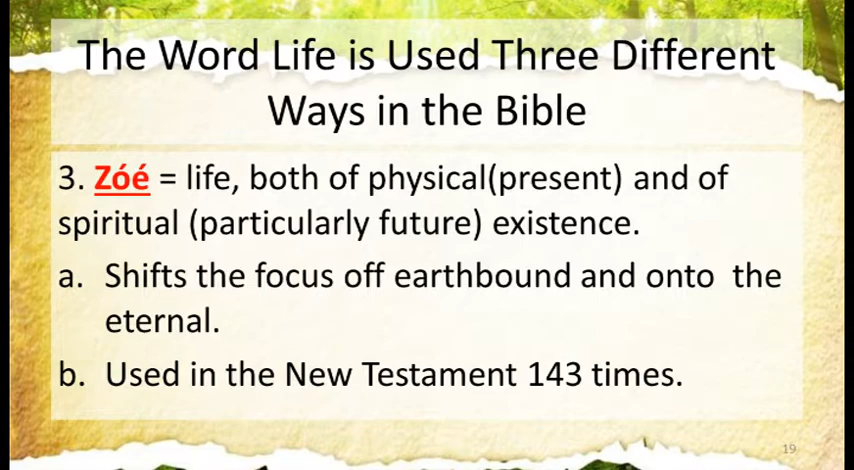 The Word Life is Used Three Different
Ways in the Bible
3. Zóé = life, both of physical(present) and of
spiritual (particularly future) existence.
a. Shifts the focus off earthbound and onto the
eternal.
b. Used in the New Testament 143 times.
19